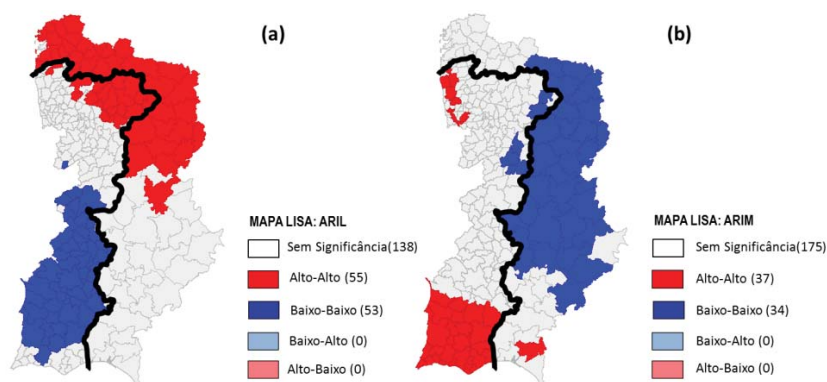 (a)
MAPA LISA: ARIL
Sem Significância(138)
Alto-Alto (55)
Baixo-Baixo (53)
Baixo-Alto (0)
Alto-Baixo (0)
(b)
MAPA LISA: ARIM
Sem Significância(175)
Alto-Alto (37)
Baixo-Baixo (34)
Baixo-Alto (0)
Alto-Baixo (0)